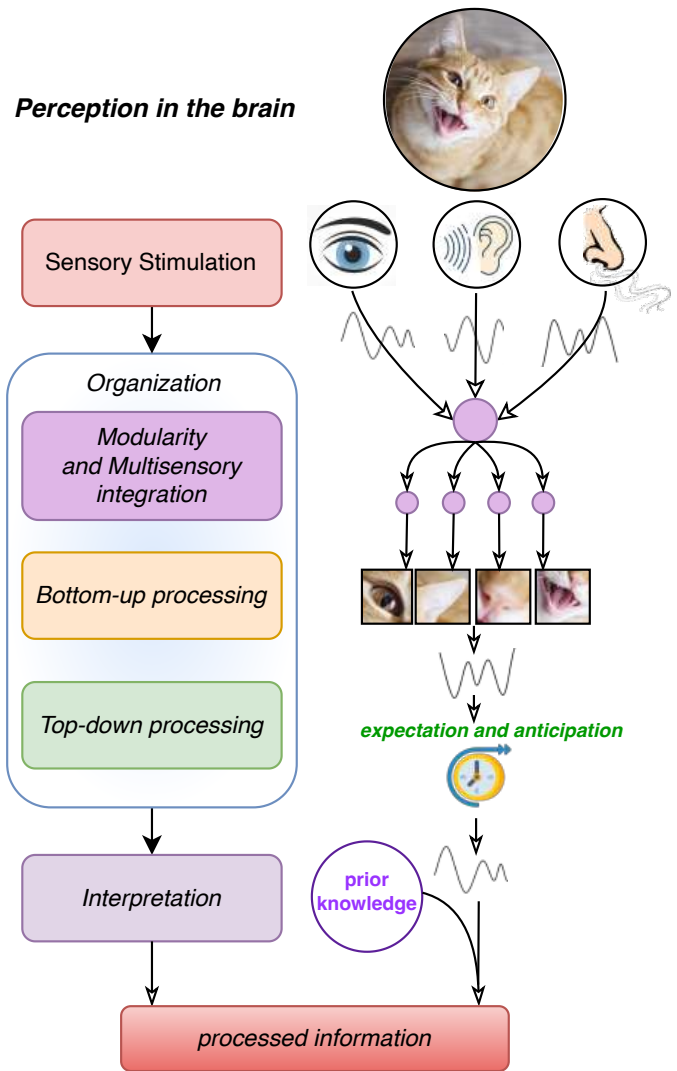 Perception in the brain
Sensory Stimulation
Organization
Modularity
and Multisensory
integration
Bottom-up processing
Top-down processing
expectation and anticipation
Interpretation
prior
knowledge
processed information